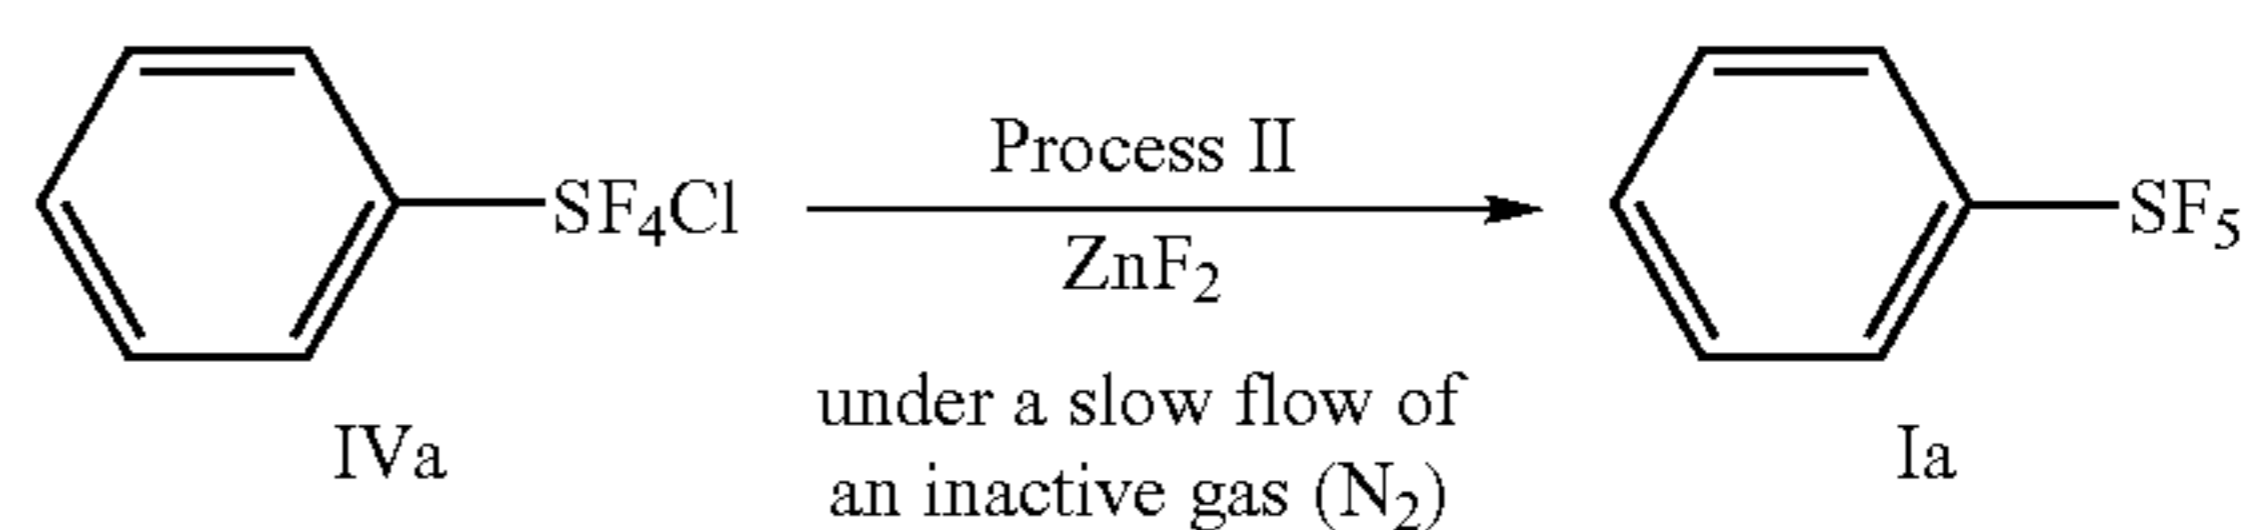 Process II
SF₄Cl
SF₅
ZnF₂
under a slow flow of
an inactive gas (N₂)
IVa
Ia